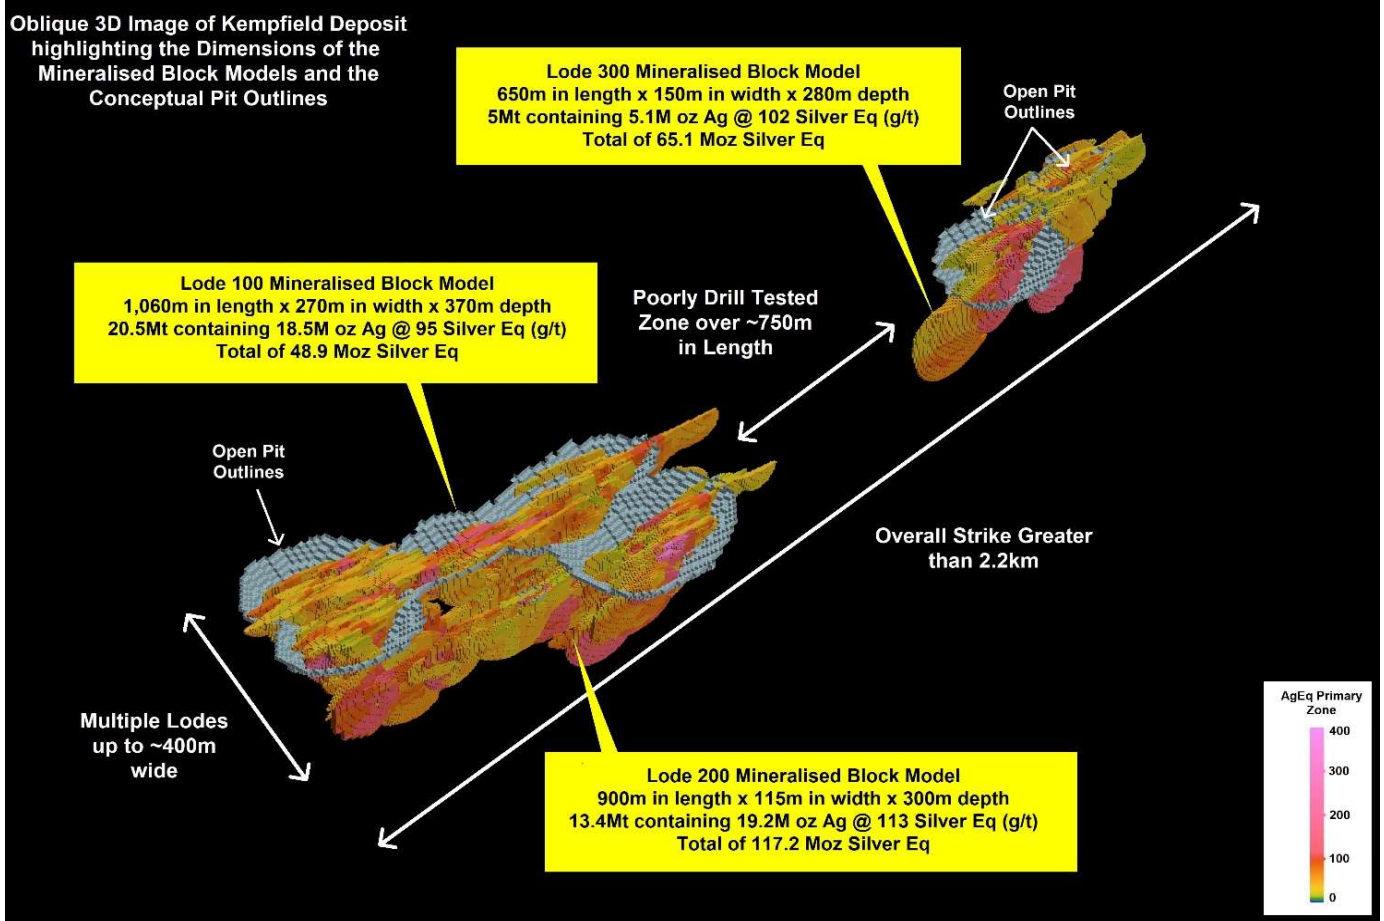 Oblique 3D Image of Kempfield Deposit
highlighting the Dimensions of the
Mineralised Block Models and the
Conceptual Pit Outlines
Lode 300 Mineralised Block Model
650m in length x 150m in width x 280m depth
5Mt containing 5.1M oz Ag @ 102 Silver Eq (g/t)
Total of 65.1 Moz Silver Eq
Open Pit
Outlines
Lode 100 Mineralised Block Model
1,060m in length x 270m in width x 370m depth
20.5Mt containing 18.5M oz Ag @ 95 Silver Eq (g/t)
Total of 48.9 Moz Silver Eq
Poorly Drill Tested
Zone over ~750m
in Length
Open Pit
Outlines
Overall Strike Greater
than 2.2km
Multiple Lodes
up to ~400m
wide
Lode 200 Mineralised Block Model
900m in length x 115m in width x 300m depth
13.4Mt containing 19.2M oz Ag @ 113 Silver Eq (g/t)
Total of 117.2 Moz Silver Eq
AgEq Primary
Zone
400
300
200
100
0